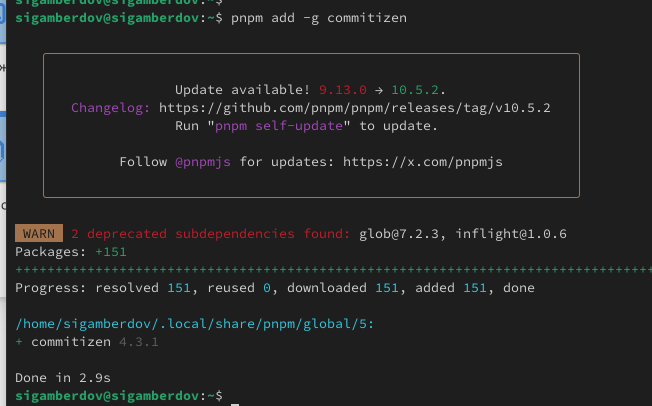 sigamberdov@sigamberdov:~$
sigamberdov@sigamberdov:~$ pnpm add -g commitizen
Update available! 9.13.0 → 10.5.2.
Changelog: https://github.com/pnpm/pnpm/releases/tag/v10.5.2
Run "pnpm self-update" to update.
Follow @pnpmjs for updates: https://x.com/pnpmjs
WARN 2 deprecated subdependencies found: glob@7.2.3, inflight@1.0.6
Packages: +151
++++++++++++++++++++++++++++++++++++++++++++++++++++++++++++++++++++++++++++++++
Progress: resolved 151, reused 0, downloaded 151, added 151, done
/home/sigamberdov/.local/share/pnpm/global/5:
+ commitizen 4.3.1
Done in 2.9s
sigamberdov@sigamberdov:~$